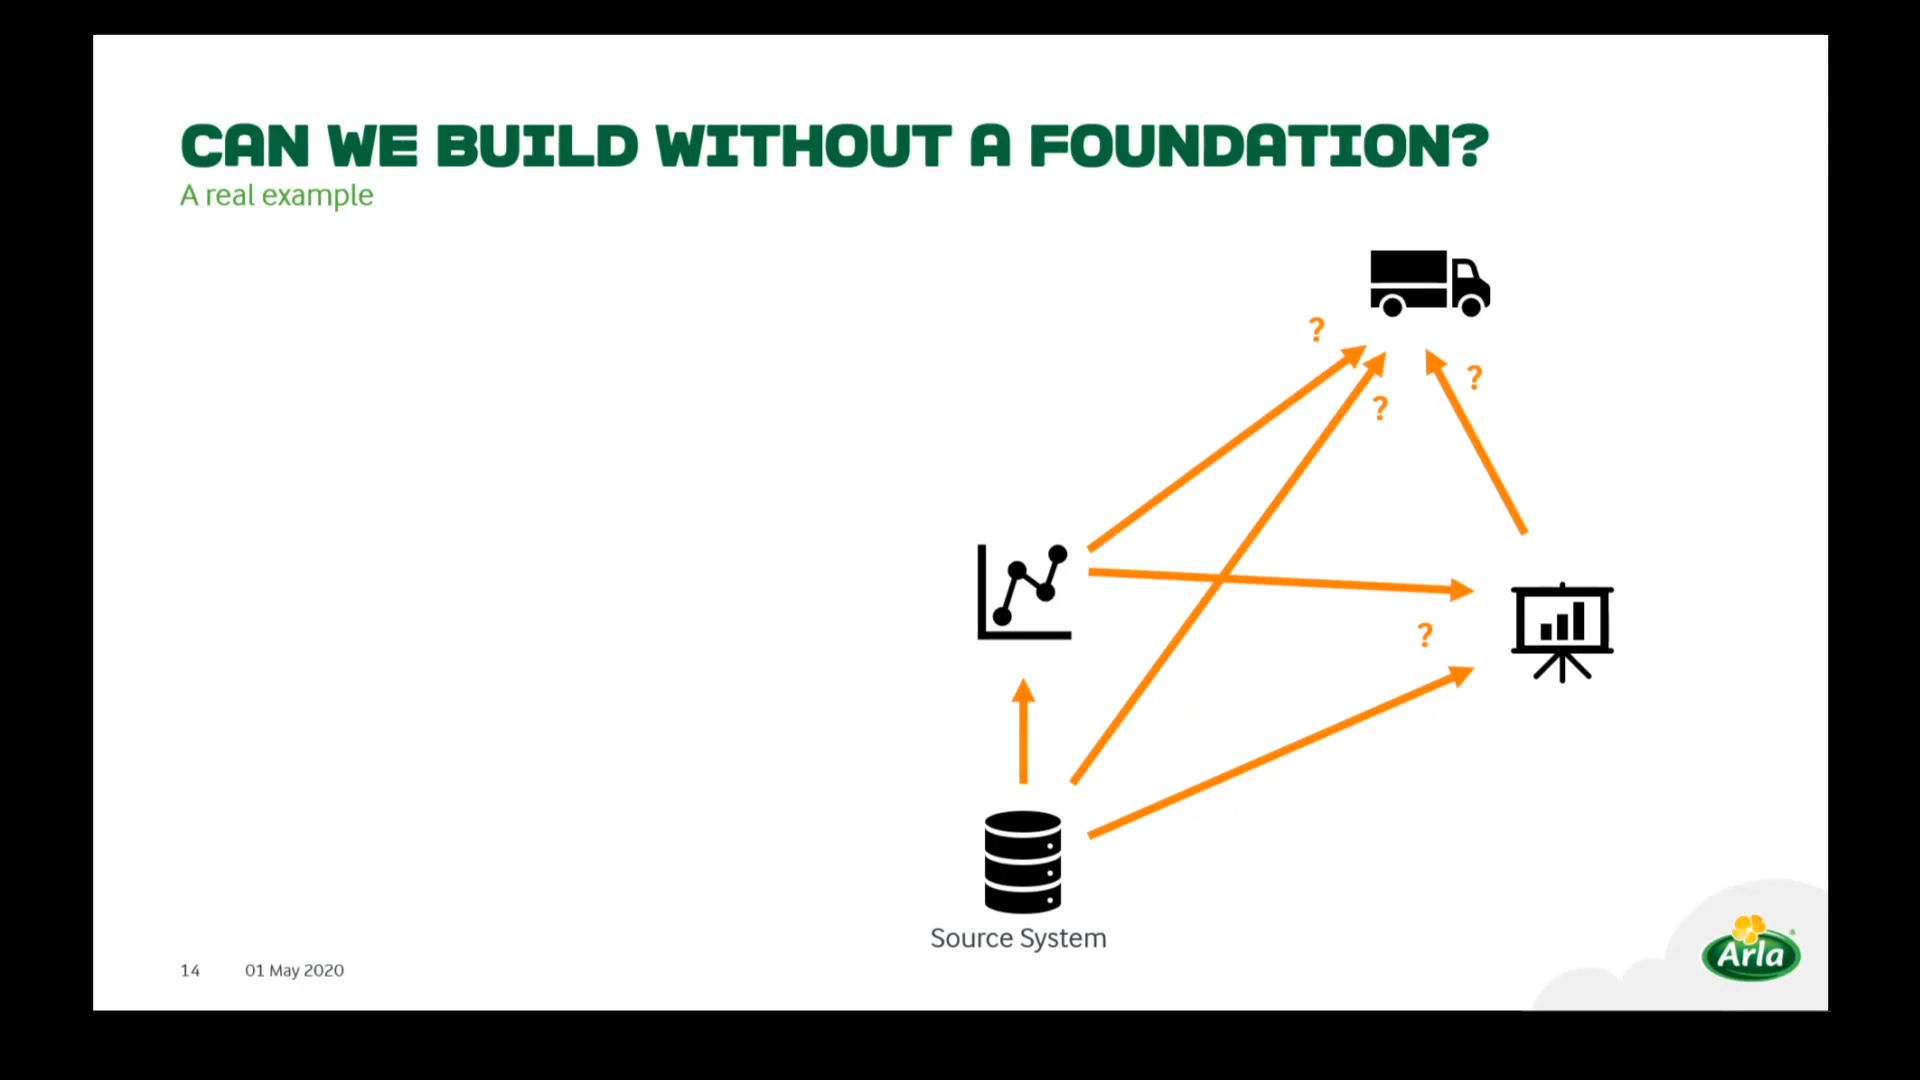 CAN WE BUILD WITHOUT A FOUNDATION?
A real example
?
?
?
?
Source System
14 01 May 2020
Arla